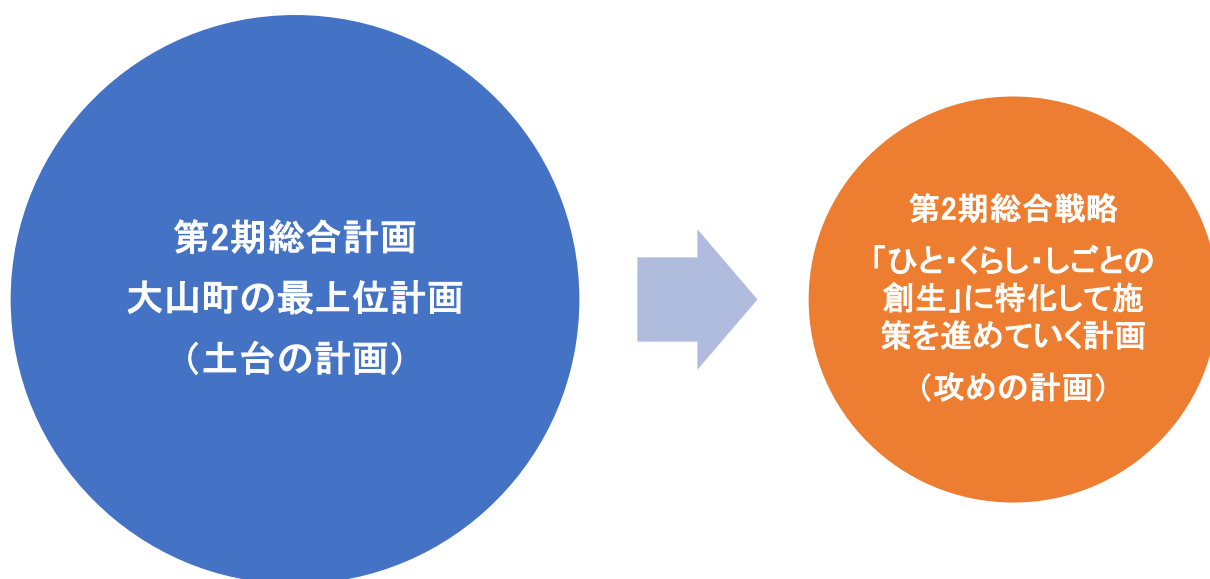 第2期総合計画
大山町の最上位計画
（土台の計画）
第2期総合戦略
「ひと・くらし・しごとの
創生」に特化して施
策を進めていく計画
（攻めの計画）